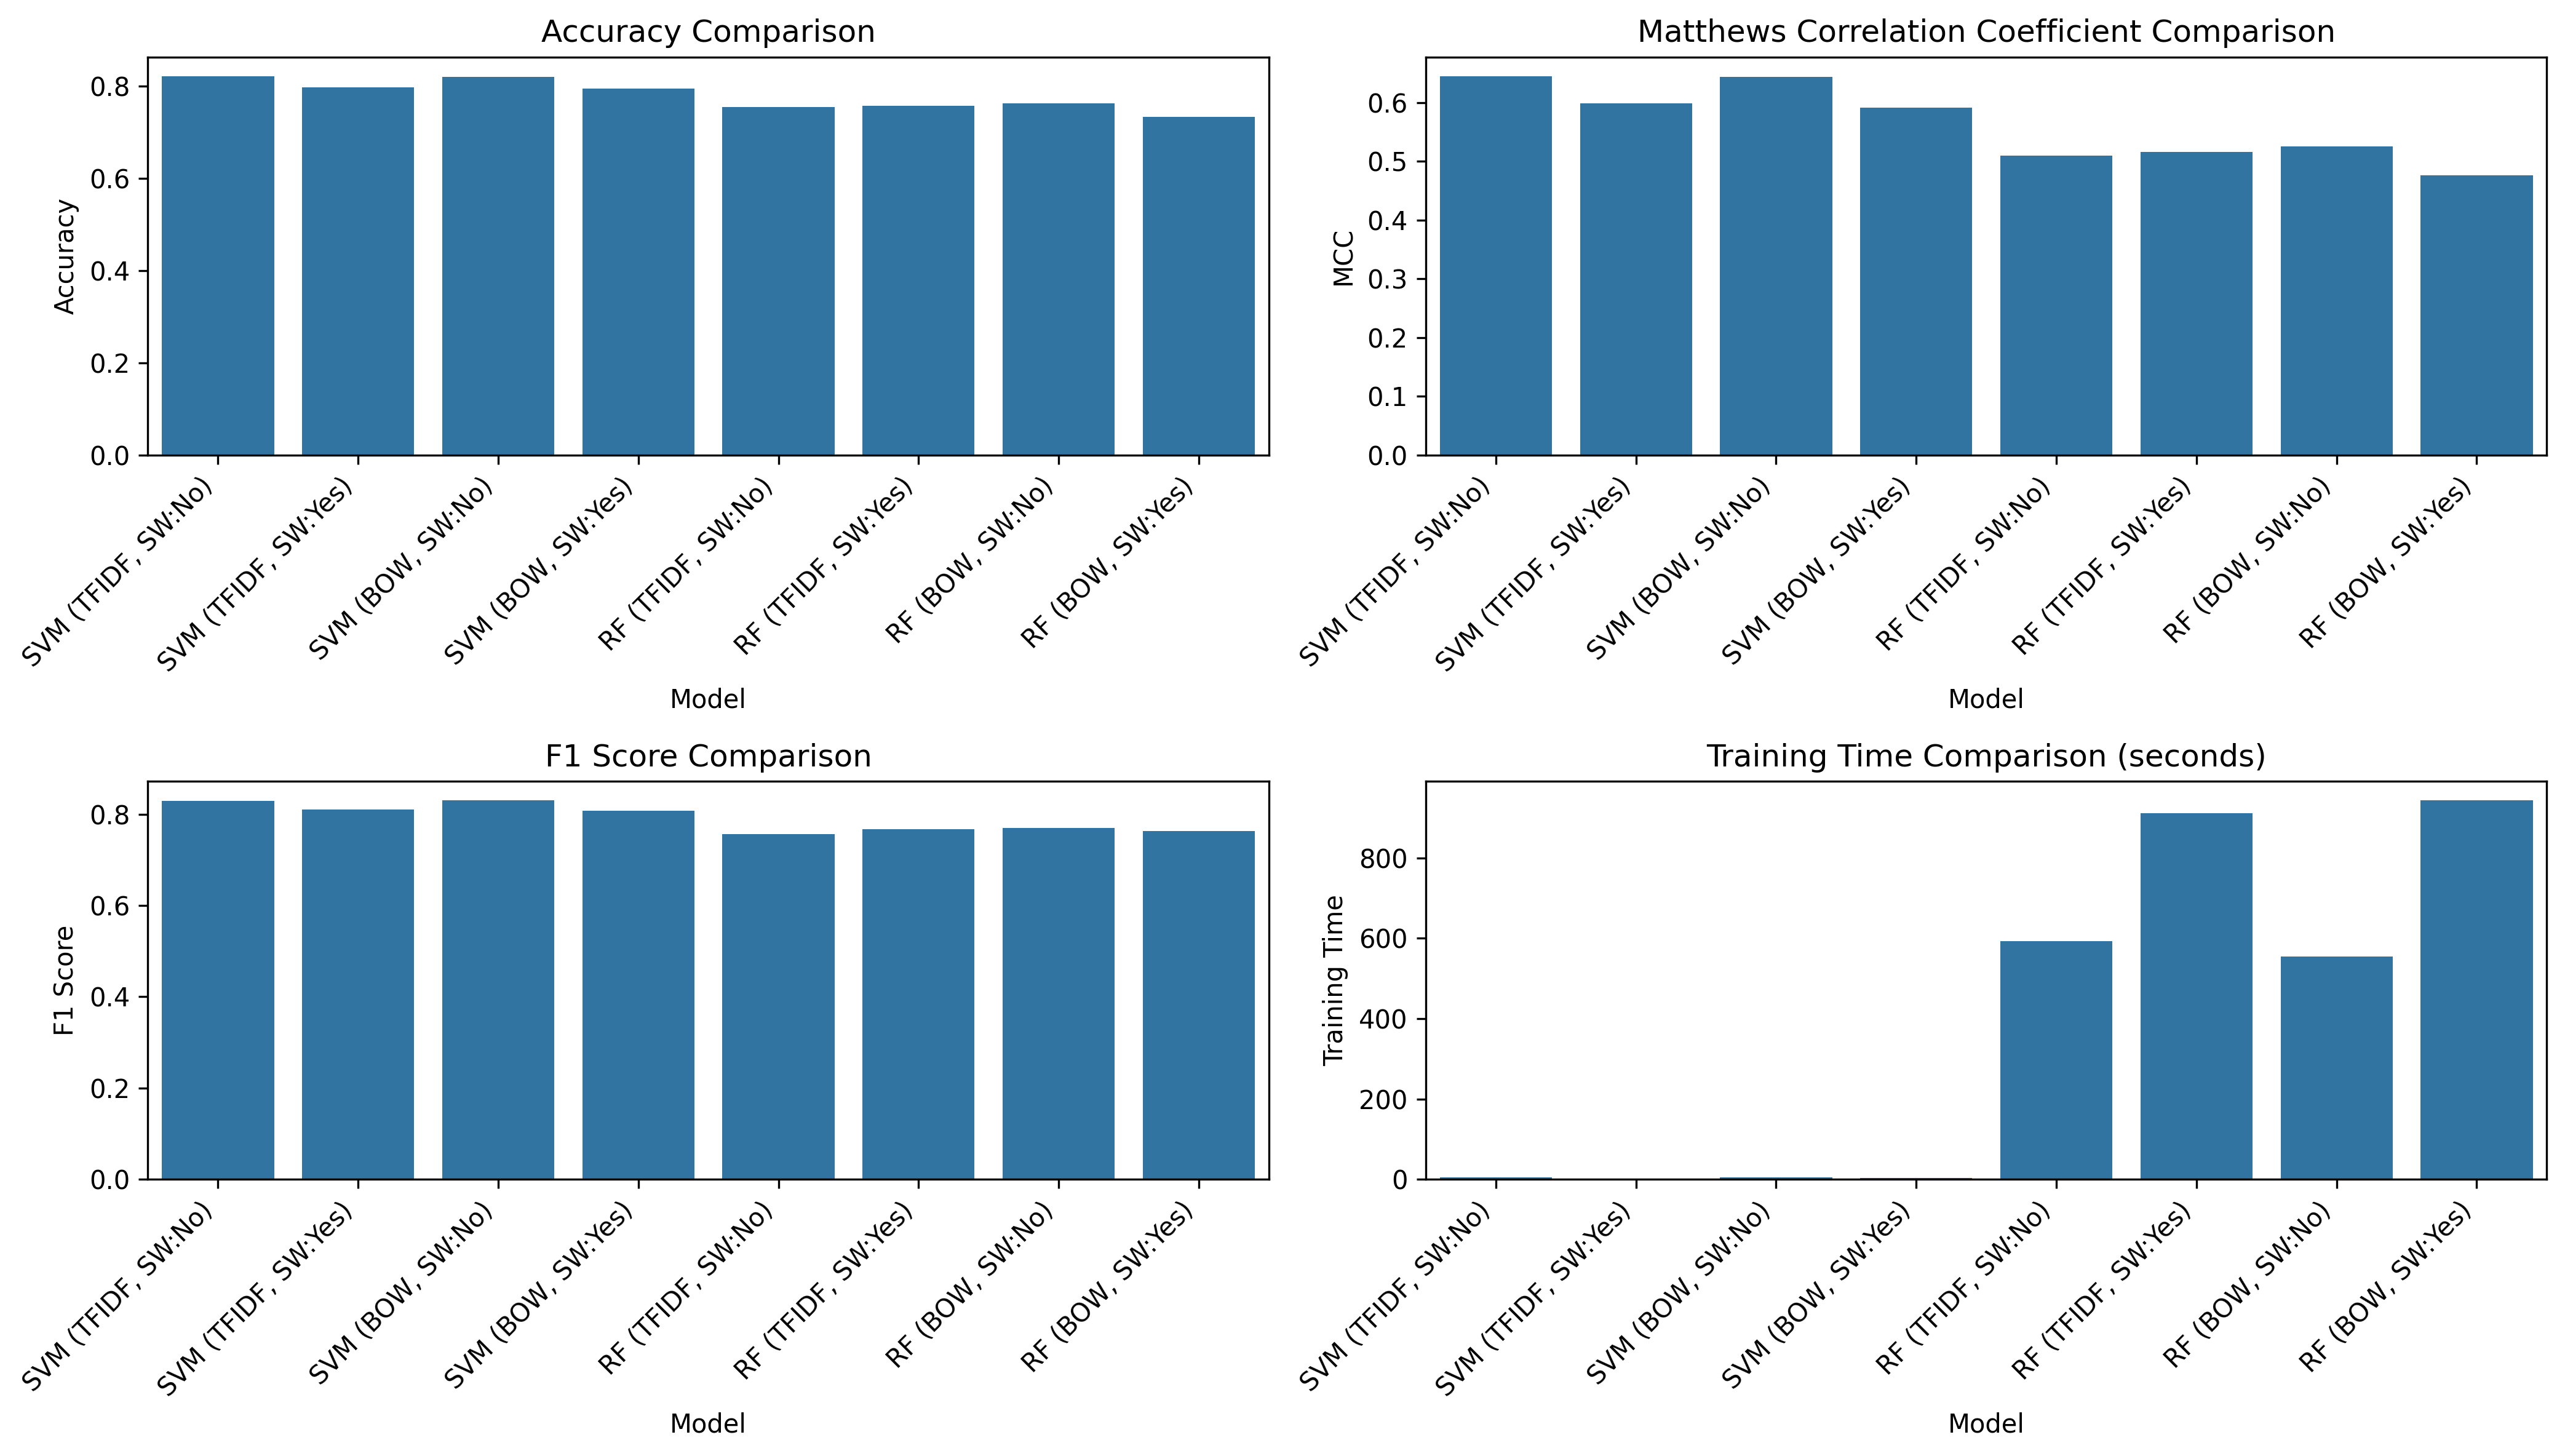 Accuracy Comparison
Accuracy
0.8
0.6
0.4
0.2
0.0
SVM (TFIDF, SW:No)
SVM (TFIDF, SW:Yes)
SVM (BOW, SW:No)
SVM (BOW, SW:Yes)
RF (TFIDF, SW:No)
RF (TFIDF, SW:Yes)
RF (BOW, SW:No)
RF (BOW, SW:Yes)
Model
Matthews Correlation Coefficient Comparison
MCC
0.6
0.5
0.4
0.3
0.2
0.1
0.0
SVM (TFIDF, SW:No)
SVM (TFIDF, SW:Yes)
SVM (BOW, SW:No)
SVM (BOW, SW:Yes)
RF (TFIDF, SW:No)
RF (TFIDF, SW:Yes)
RF (BOW, SW:No)
RF (BOW, SW:Yes)
Model
F1 Score Comparison
F1 Score
0.8
0.6
0.4
0.2
0.0
SVM (TFIDF, SW:No)
SVM (TFIDF, SW:Yes)
SVM (BOW, SW:No)
SVM (BOW, SW:Yes)
RF (TFIDF, SW:No)
RF (TFIDF, SW:Yes)
RF (BOW, SW:No)
RF (BOW, SW:Yes)
Model
Training Time Comparison (seconds)
Training Time
800
600
400
200
0
SVM (TFIDF, SW:No)
SVM (TFIDF, SW:Yes)
SVM (BOW, SW:No)
SVM (BOW, SW:Yes)
RF (TFIDF, SW:No)
RF (TFIDF, SW:Yes)
RF (BOW, SW:No)
RF (BOW, SW:Yes)
Model